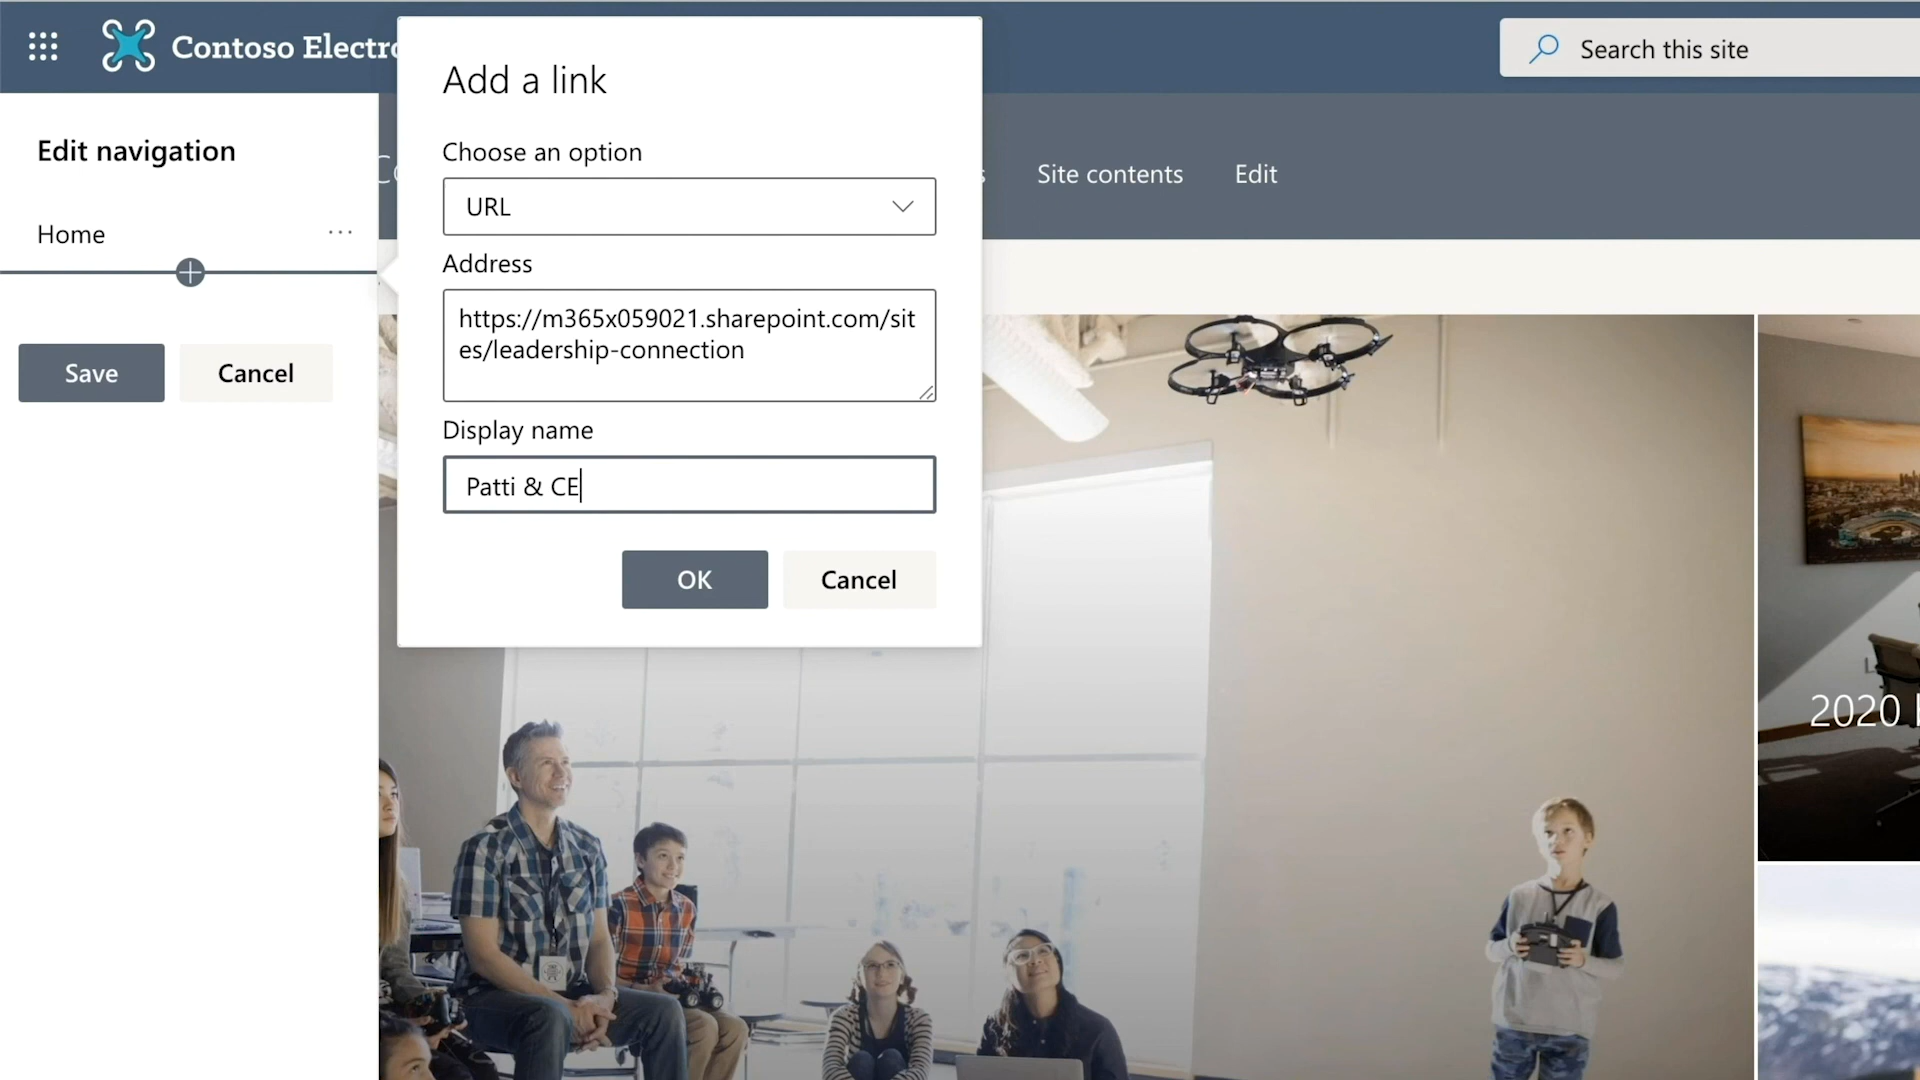 Contoso Electro
Search this site
Add a link
Choose an option
URL
Address
https://m365x059021.sharepoint.com/sit
es/leadership-connection
Display name
Patti & CE
OK
Cancel
Edit navigation
Home
Save
Cancel
Site contents
Edit
2020